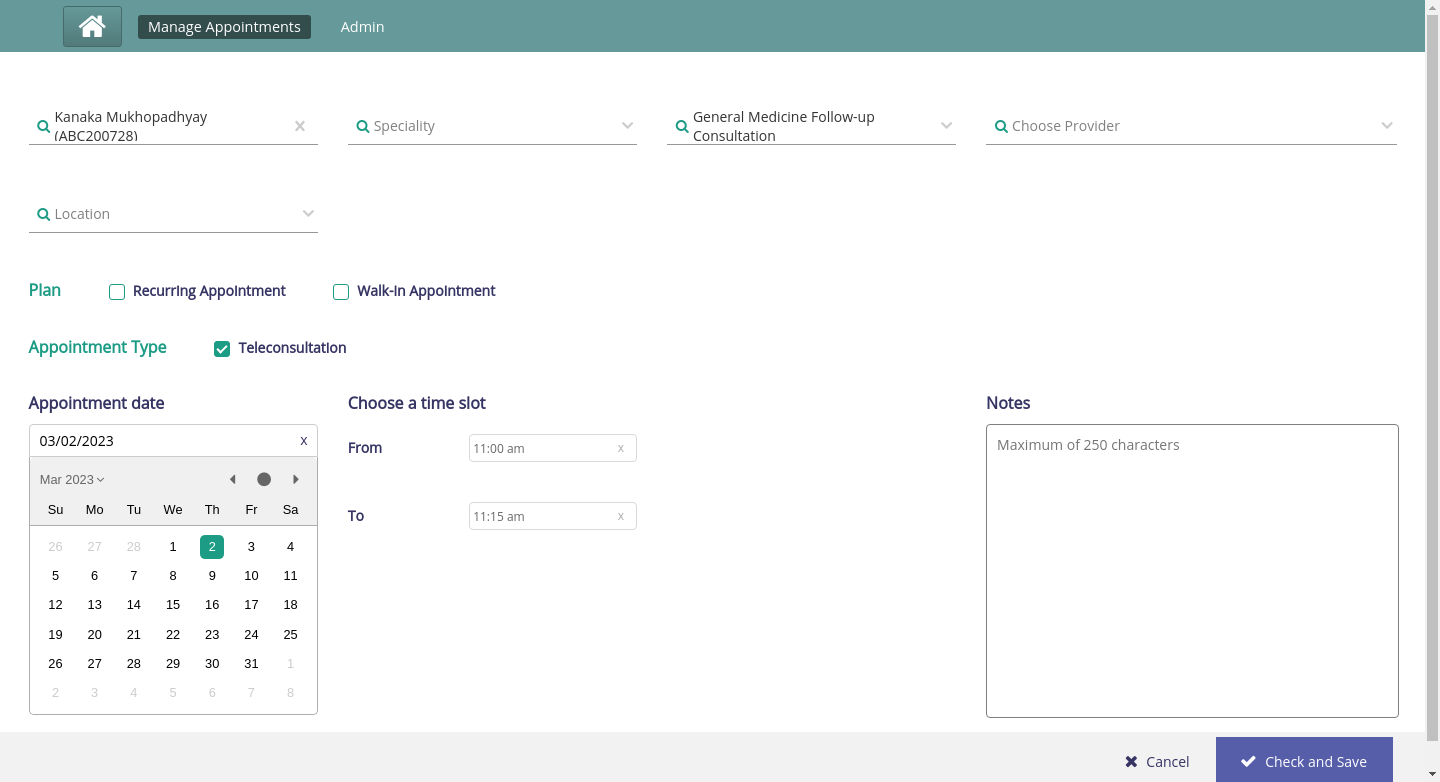 Manage Appointments Admin
Kanaka Mukhopadhyay
(ABC200728)
Speciality
General Medicine Follow-up
Consultation
Choose Provider
Location
Plan Recurring Appointment Walk-in Appointment
Appointment Type Teleconsultation
Appointment date
03/02/2023 x
Mar 2023
Su Mo Tu We Th Fr Sa
26 27 28 1 2 3 4
5 6 7 8 9 10 11
12 13 14 15 16 17 18
19 20 21 22 23 24 25
26 27 28 29 30 31 1
2 3 4 5 6 7 8
Choose a time slot
From 11:00 am x
To 11:15 am x
Notes
Maximum of 250 characters
Cancel Check and Save